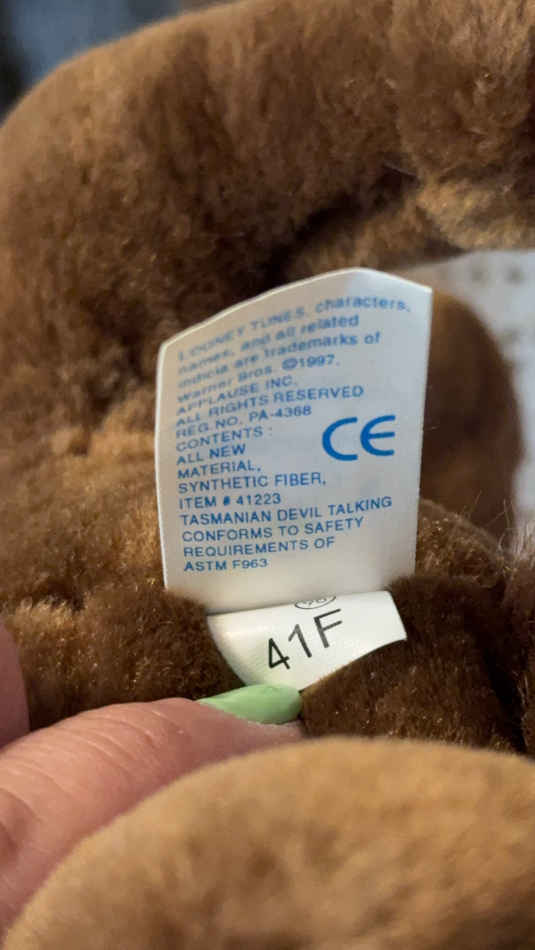 LOONEY TUNES, characters,
names, and all related
indicia are trademarks of
Warner Bros. ©1997.
APPLAUSE INC.
ALL RIGHTS RESERVED
REG. NO. PA-4368
CONTENTS :
ALL NEW
MATERIAL,
SYNTHETIC FIBER,
ITEM # 41223
TASMANIAN DEVIL TALKING
CONFORMS TO SAFETY
REQUIREMENTS OF
ASTM F963
CE
41F